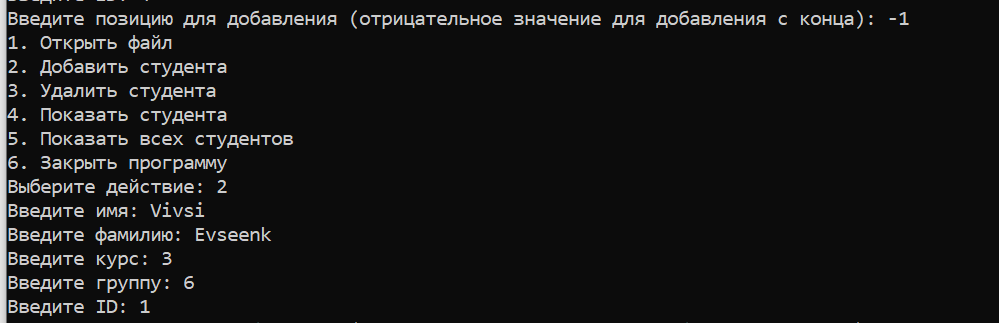 Введите позицию для добавления (отрицательное значение для добавления с конца): -1
1. Открыть файл
2. Добавить студента
3. Удалить студента
4. Показать студента
5. Показать всех студентов
6. Закрыть программу
Выберите действие: 2
Введите имя: Vivsi
Введите фамилию: Evseenk
Введите курс: 3
Введите группу: 6
Введите ID: 1